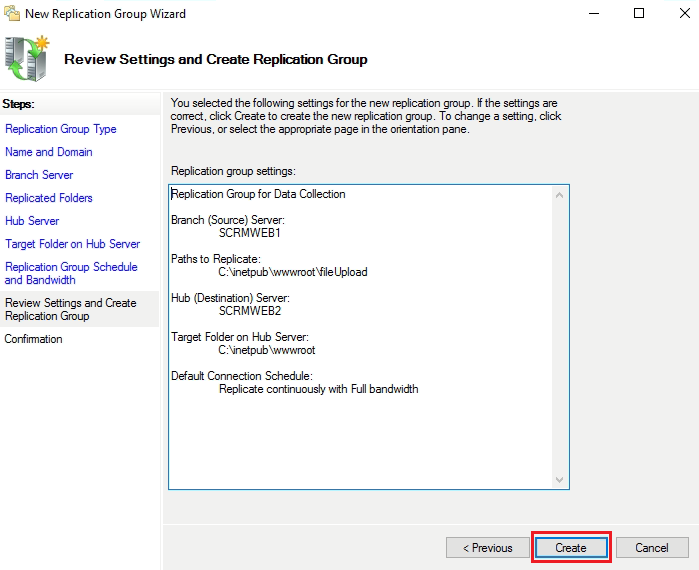 New Replication Group Wizard
Review Settings and Create Replication Group
Steps:
Replication Group Type
Name and Domain
Branch Server
Replicated Folders
Hub Server
Target Folder on Hub Server
Replication Group Schedule
and Bandwidth
Review Settings and Create
Replication Group
Confirmation
You selected the following settings for the new replication group. If the settings are
correct, click Create to create the new replication group. To change a setting, click
Previous, or select the appropriate page in the orientation pane.
Replication group settings:
Replication Group for Data Collection
Branch (Source) Server:
SCRMWEB1
Paths to Replicate:
C:\inetpub\wwwroot\fileUpload
Hub (Destination) Server:
SCRMWEB2
Target Folder on Hub Server:
C:\inetpub\wwwroot
Default Connection Schedule:
Replicate continuously with Full bandwidth
< Previous
Create
Cancel